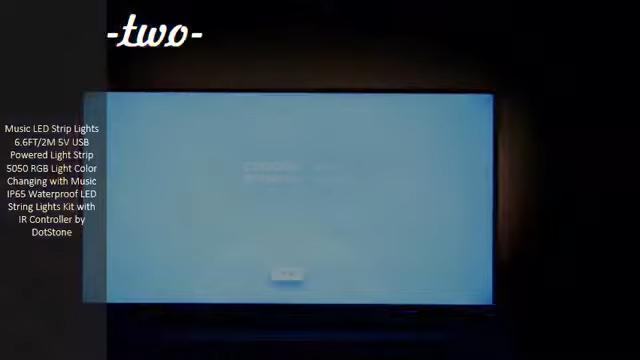 -two-
Music LED Strip Lights
6.6FT/2M 5V USB
Powered Light Strip
5050 RGB Light Color
Changing with Music
IP65 Waterproof LED
String Lights Kit with
IR Controller by
DotStone